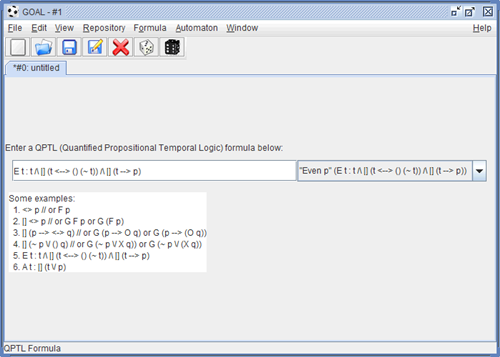 GOAL - #1
File Edit View Repository Formula Automaton Window Help
*#0: untitled
Enter a QPTL (Quantified Propositional Temporal Logic) formula below:
E t : t /\ [] (t <--> () (~ t)) /\ [] (t --> p)
"Even p" (E t : t /\ [] (t <--> () (~ t)) /\ [] (t --> p))
Some examples:
1. <> p // or F p
2. [] <> p // or G F p or G (F p)
3. [] (p --> <-> q) // or G (p --> O q) or G (p --> (O q))
4. [] (~ p \/ () q) // or G (~ p \/ X q)) or G (~ p \/ (X q))
5. E t : t /\ [] (t <--> () (~ t)) /\ [] (t --> p)
6. A t : [] (t \/ p)
QPTL Formula